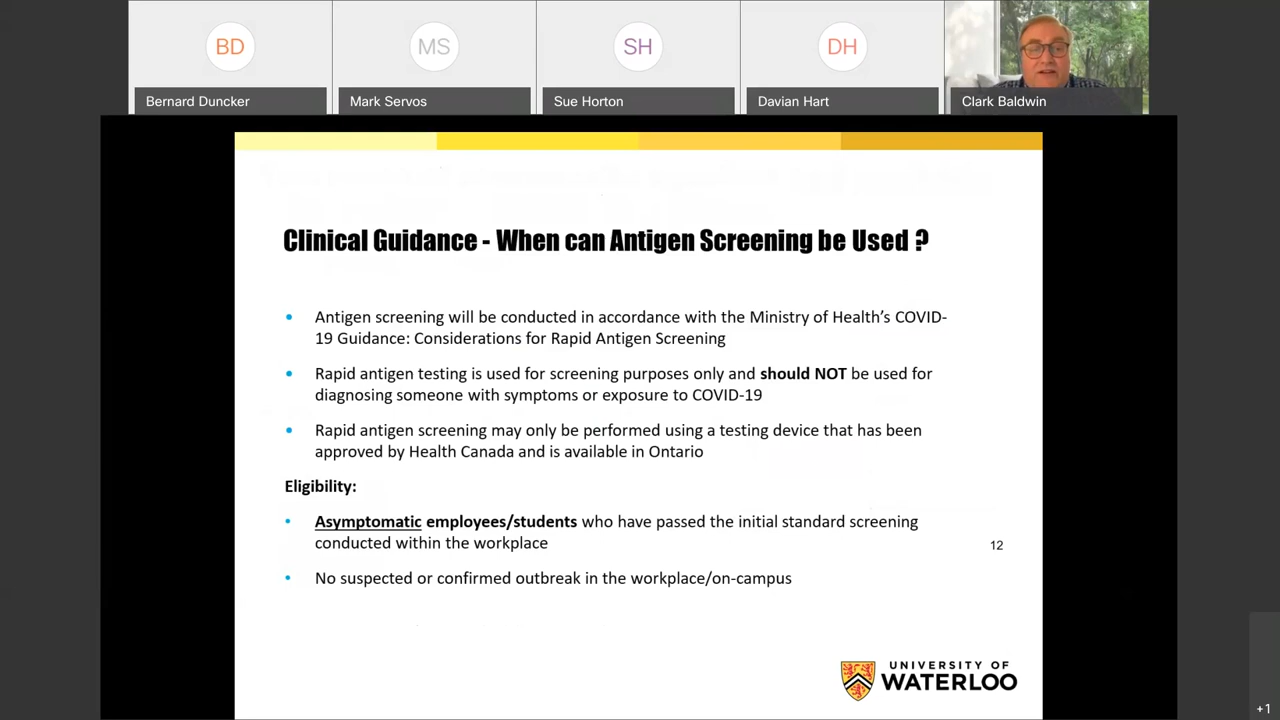 BD
MS
SH
DH
Bernard Duncker
Mark Servos
Sue Horton
Davian Hart
Clark Baldwin
Clinical Guidance - When can Antigen Screening be Used ?
• Antigen screening will be conducted in accordance with the Ministry of Health’s COVID-
19 Guidance: Considerations for Rapid Antigen Screening
• Rapid antigen testing is used for screening purposes only and should NOT be used for
diagnosing someone with symptoms or exposure to COVID-19
• Rapid antigen screening may only be performed using a testing device that has been
approved by Health Canada and is available in Ontario
Eligibility:
• Asymptomatic employees/students who have passed the initial standard screening
conducted within the workplace
12
• No suspected or confirmed outbreak in the workplace/on-campus
UNIVERSITY OF
WATERLOO
+1